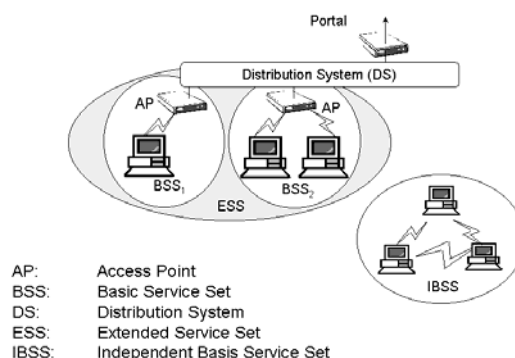 Portal
Distribution System (DS)
AP
AP
BSS1
BSS2
ESS
IBSS
AP: Access Point
BSS: Basic Service Set
DS: Distribution System
ESS: Extended Service Set
IBSS: Independent Basis Service Set